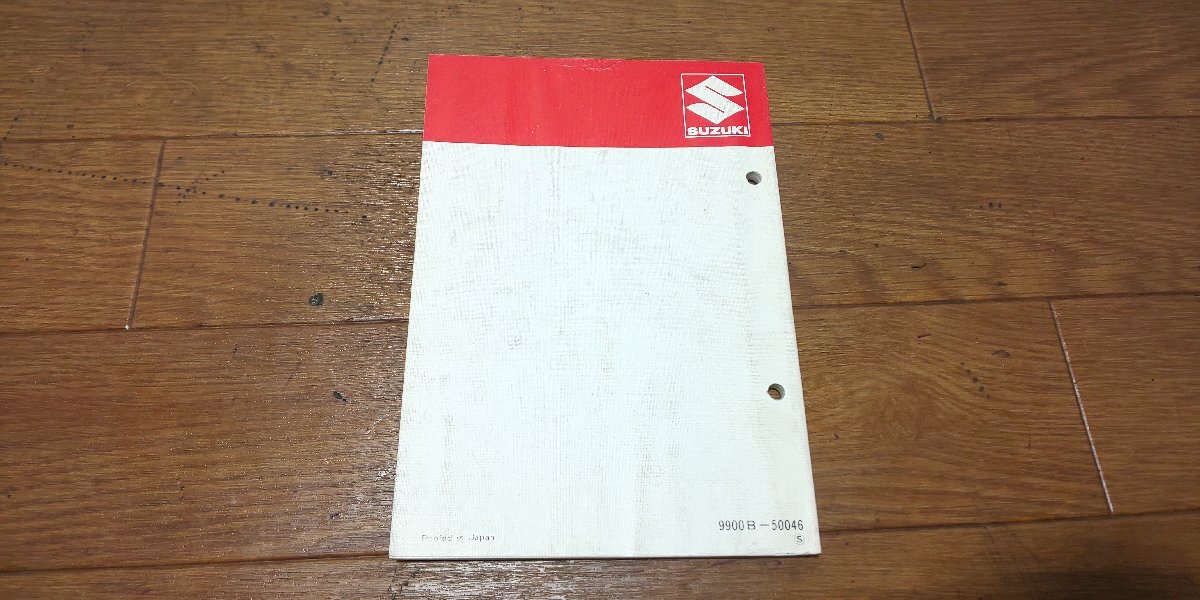 SUZUKI
9900B-50046
Printed in Japan
S